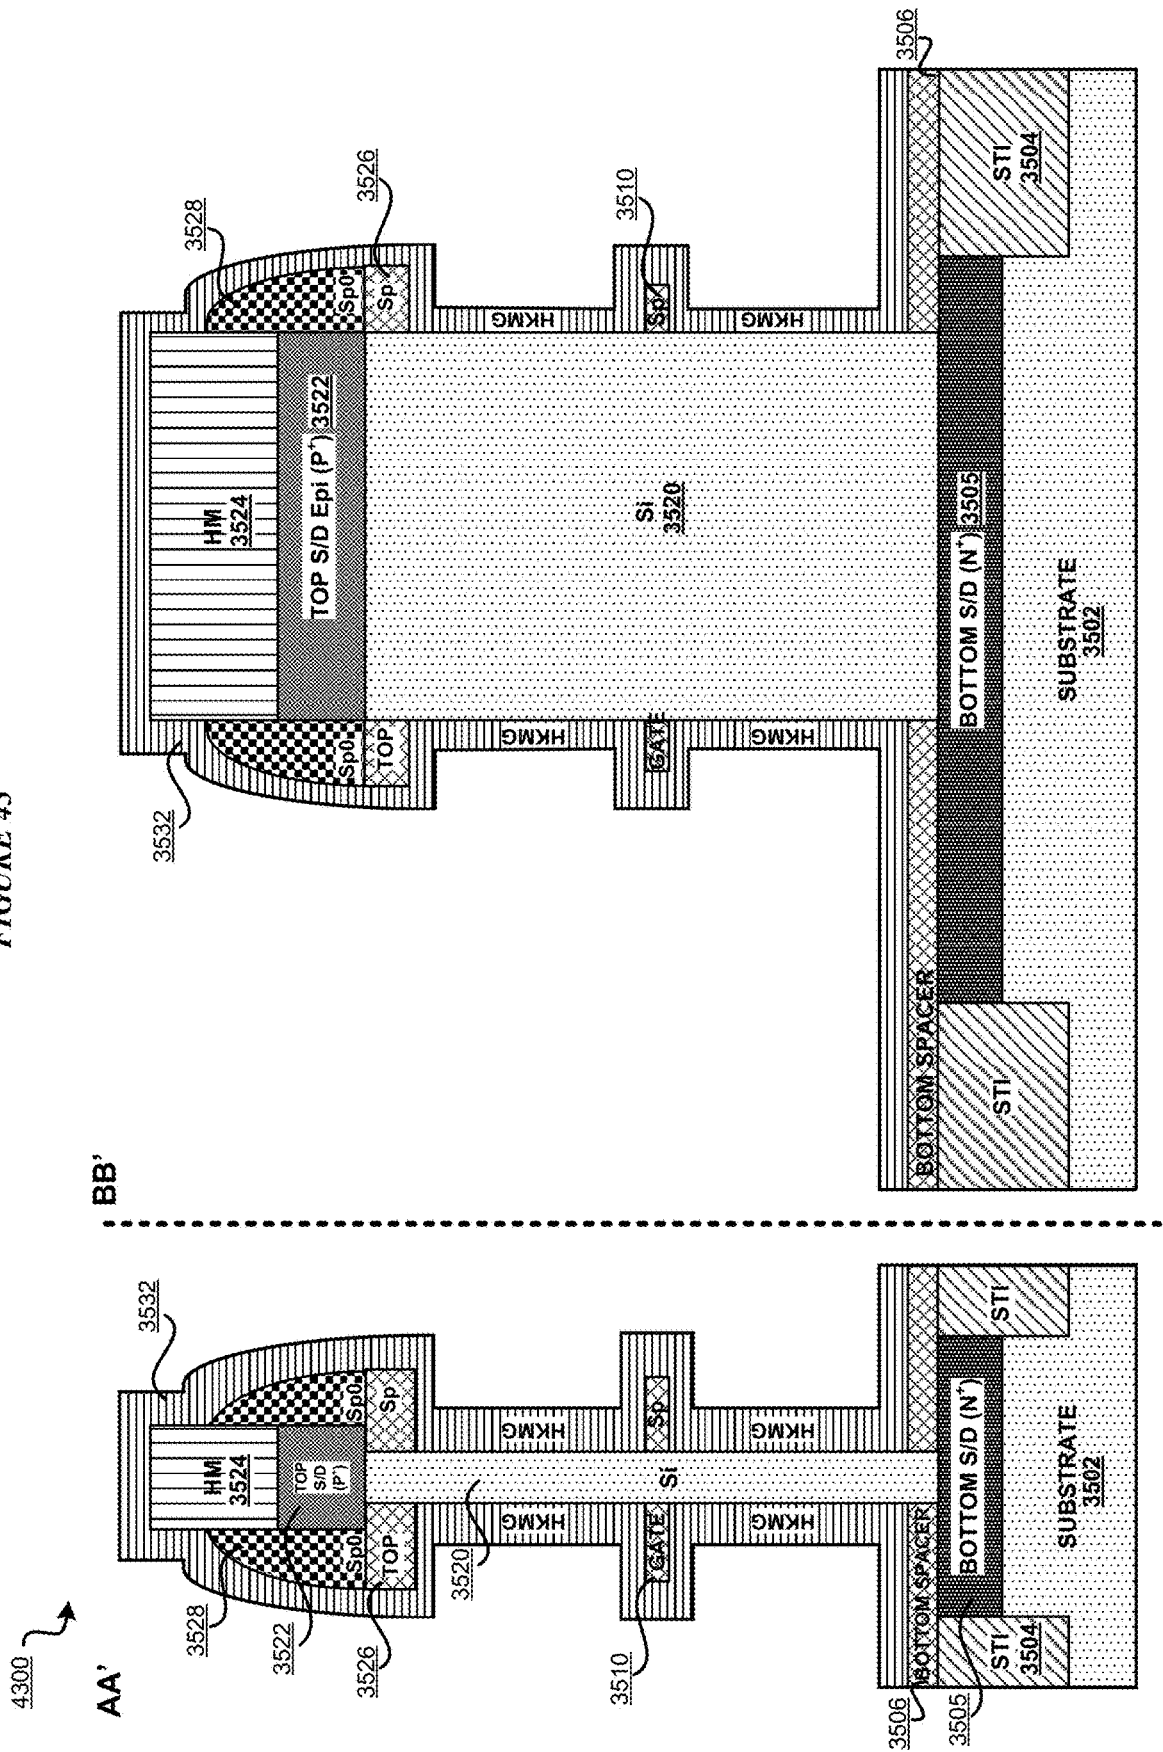 FIGURE 43
4300
AA'
BB'
3532
3528
3522
3526
3520
3510
3506
3505
HM
3524
TOP
S/D
(P⁺)
Sp0
Sp0
TOP
Sp
HKMG
HKMG
GATE
Sp
HKMG
HKMG
Si
BOTTOM SPACER
BOTTOM S/D (N⁺)
STI
3504
STI
SUBSTRATE
3502
3532
3528
3526
3510
3506
HM
3524
TOP S/D Epi (P⁺) 3522
Sp0
Sp0
TOP
Sp
HKMG
HKMG
GATE
Sp
HKMG
HKMG
Si
3520
BOTTOM SPACER
BOTTOM S/D (N⁺) 3505
STI
STI
3504
SUBSTRATE
3502